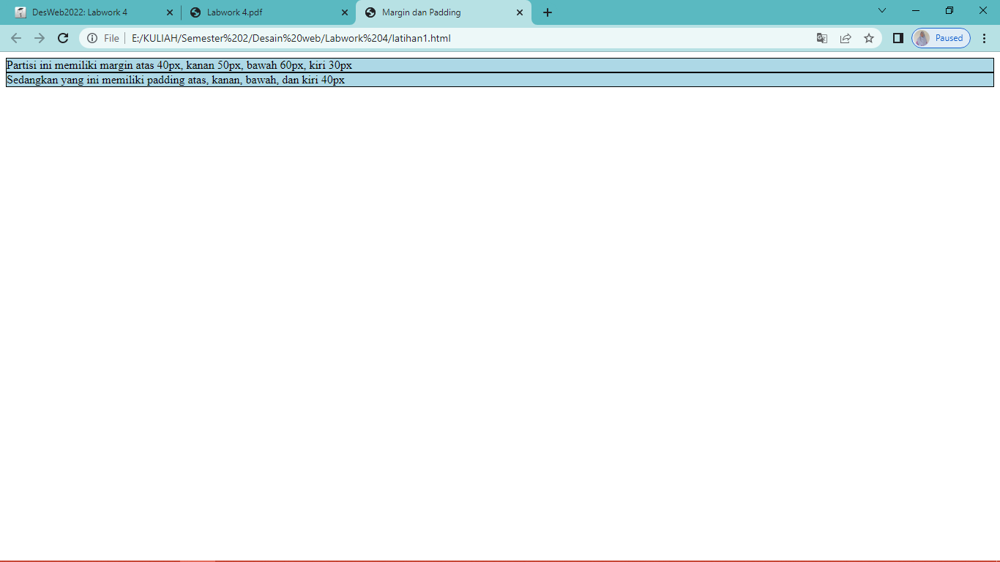 DesWeb2022: Labwork 4
Labwork 4.pdf
Margin dan Padding
File
E:/KULIAH/Semester%202/Desain%20web/Labwork%204/latihan1.html
Paused
Partisi ini memiliki margin atas 40px, kanan 50px, bawah 60px, kiri 30px
Sedangkan yang ini memiliki padding atas, kanan, bawah, dan kiri 40px